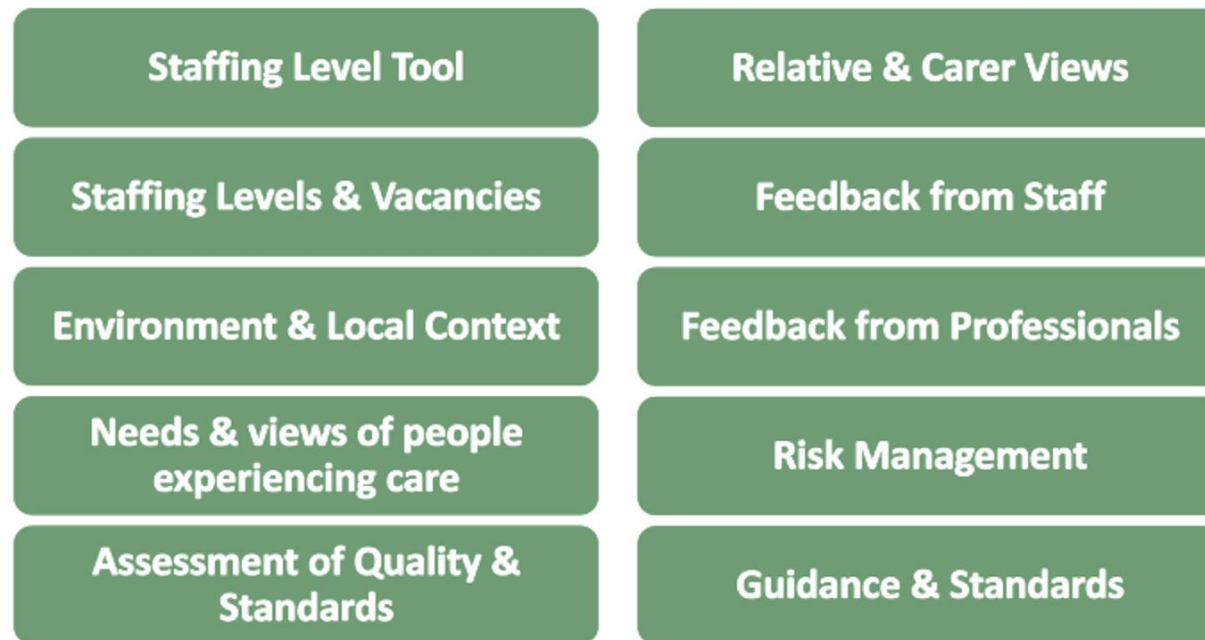 Staffing Level Tool
Staffing Levels & Vacancies
Environment & Local Context
Needs & views of people
experiencing care
Assessment of Quality &
Standards
Relative & Carer Views
Feedback from Staff
Feedback from Professionals
Risk Management
Guidance & Standards